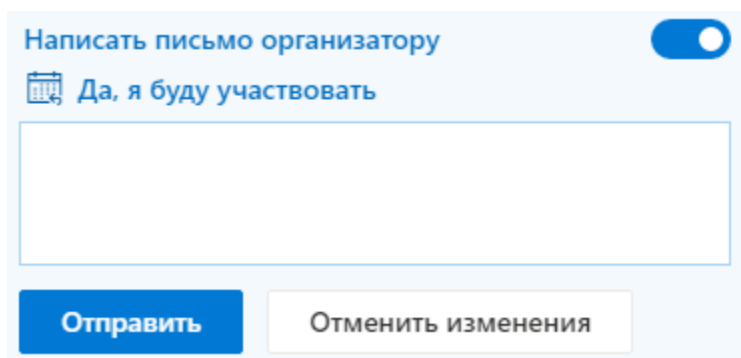 Написать письмо организатору
Да, я буду участвовать
Отправить
Отменить изменения